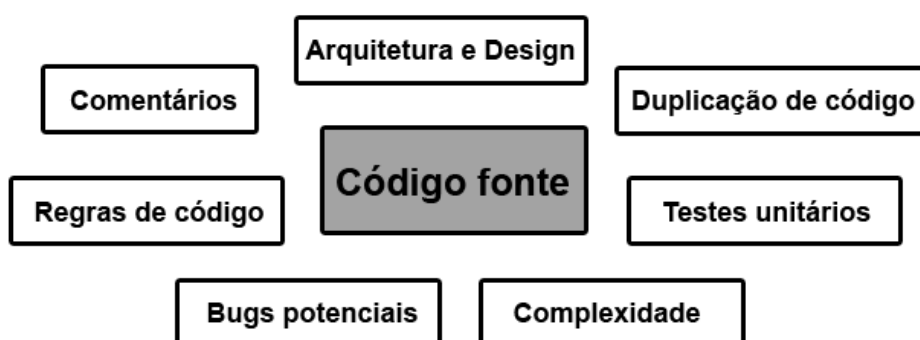 Arquitetura e Design
Comentários
Duplicação de código
Código fonte
Regras de código
Testes unitários
Bugs potenciais
Complexidade